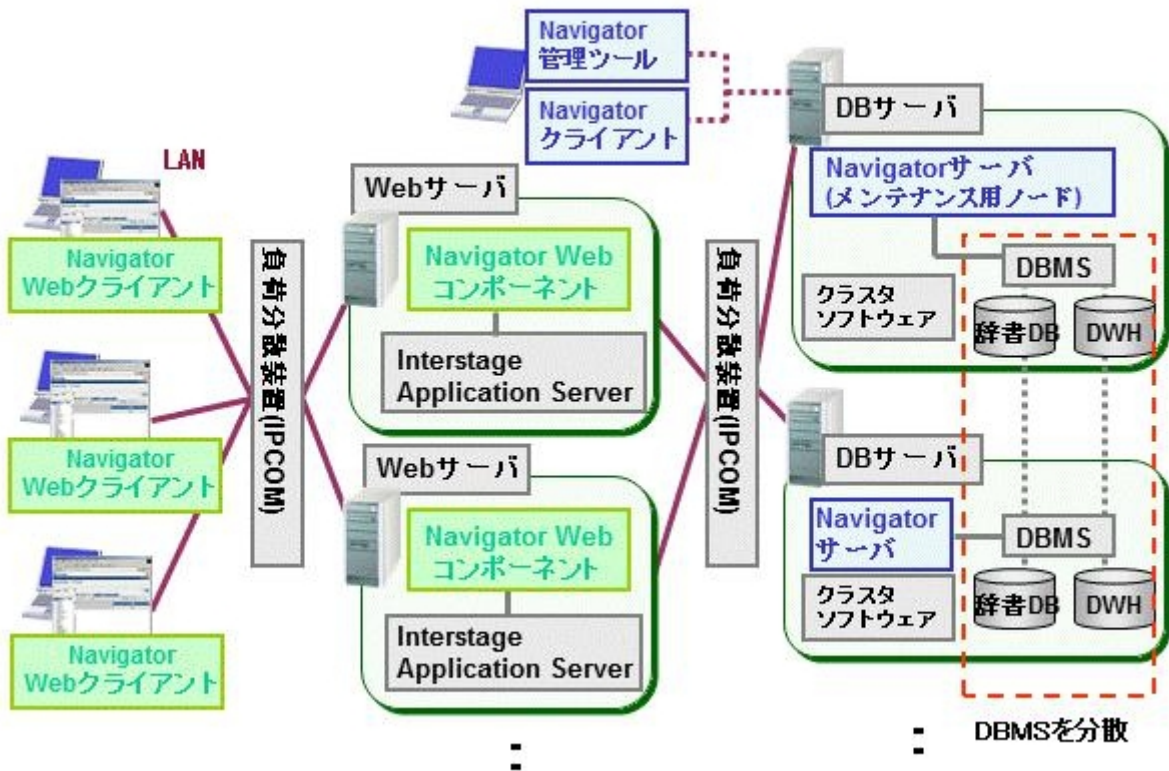 Navigator
管理ツール
Navigator
クライアント
DBサーバ
Navigatorサーバ
(メンテナンス用ノード)
DBMS
クラスタ
ソフトウェア
辞書DB
DWH
LAN
Navigator
Webクライアント
Navigator
Webクライアント
Navigator
Webクライアント
負荷分散装置(IPCOM)
Webサーバ
Navigator Web
コンポーネント
Interstage
Application Server
Webサーバ
Navigator Web
コンポーネント
Interstage
Application Server
負荷分散装置(IPCOM)
DBサーバ
Navigator
サーバ
DBMS
クラスタ
ソフトウェア
辞書DB
DWH
DBMSを分散